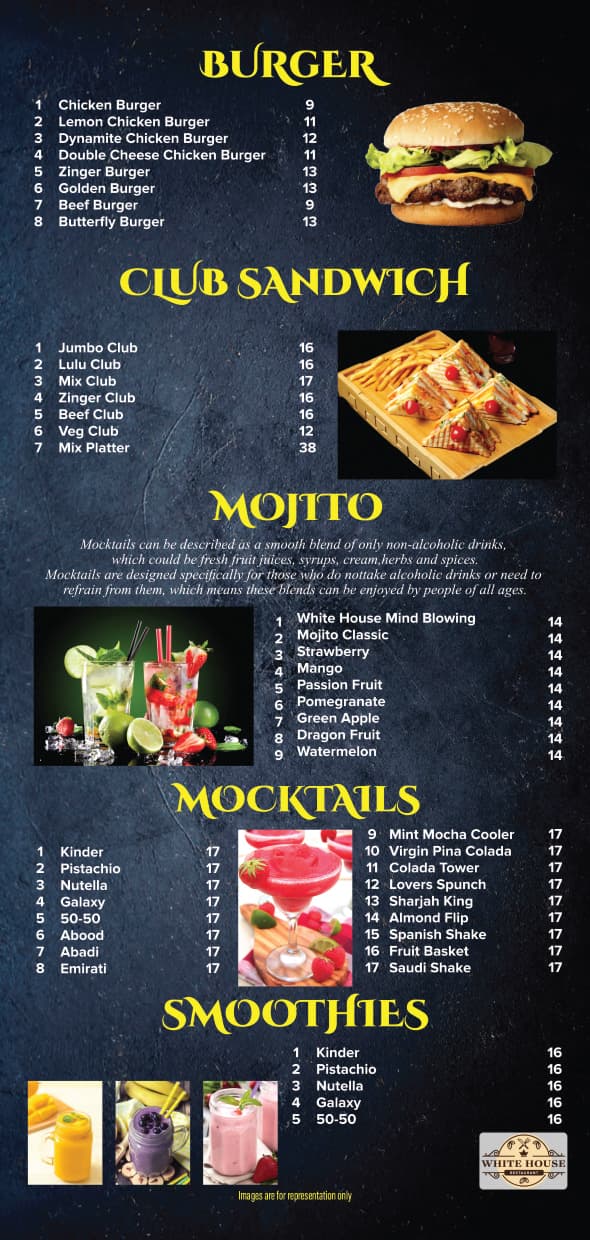 BURGER
1 Chicken Burger 9
2 Lemon Chicken Burger 11
3 Dynamite Chicken Burger 12
4 Double Cheese Chicken Burger 11
5 Zinger Burger 13
6 Golden Burger 13
7 Beef Burger 9
8 Butterfly Burger 13
CLUB SANDWICH
1 Jumbo Club 16
2 Lulu Club 16
3 Mix Club 17
4 Zinger Club 16
5 Beef Club 16
6 Veg Club 12
7 Mix Platter 38
MOJITO
Mocktails can be described as a smooth blend of only non-alcoholic drinks,
which could be fresh fruit juices, syrups, cream,herbs and spices.
Mocktails are designed specifically for those who do nottake alcoholic drinks or need to
refrain from them, which means these blends can be enjoyed by people of all ages.
1 White House Mind Blowing 14
2 Mojito Classic 14
3 Strawberry 14
4 Mango 14
5 Passion Fruit 14
6 Pomegranate 14
7 Green Apple 14
8 Dragon Fruit 14
9 Watermelon 14
MOCKTAILS
1 Kinder 17
2 Pistachio 17
3 Nutella 17
4 Galaxy 17
5 50-50 17
6 Abood 17
7 Abadi 17
8 Emirati 17
9 Mint Mocha Cooler 17
10 Virgin Pina Colada 17
11 Colada Tower 17
12 Lovers Spunch 17
13 Sharjah King 17
14 Almond Flip 17
15 Spanish Shake 17
16 Fruit Basket 17
17 Saudi Shake 17
SMOOTHIES
1 Kinder 16
2 Pistachio 16
3 Nutella 16
4 Galaxy 16
5 50-50 16
WHITE HOUSE
RESTAURANT
Images are for representation only